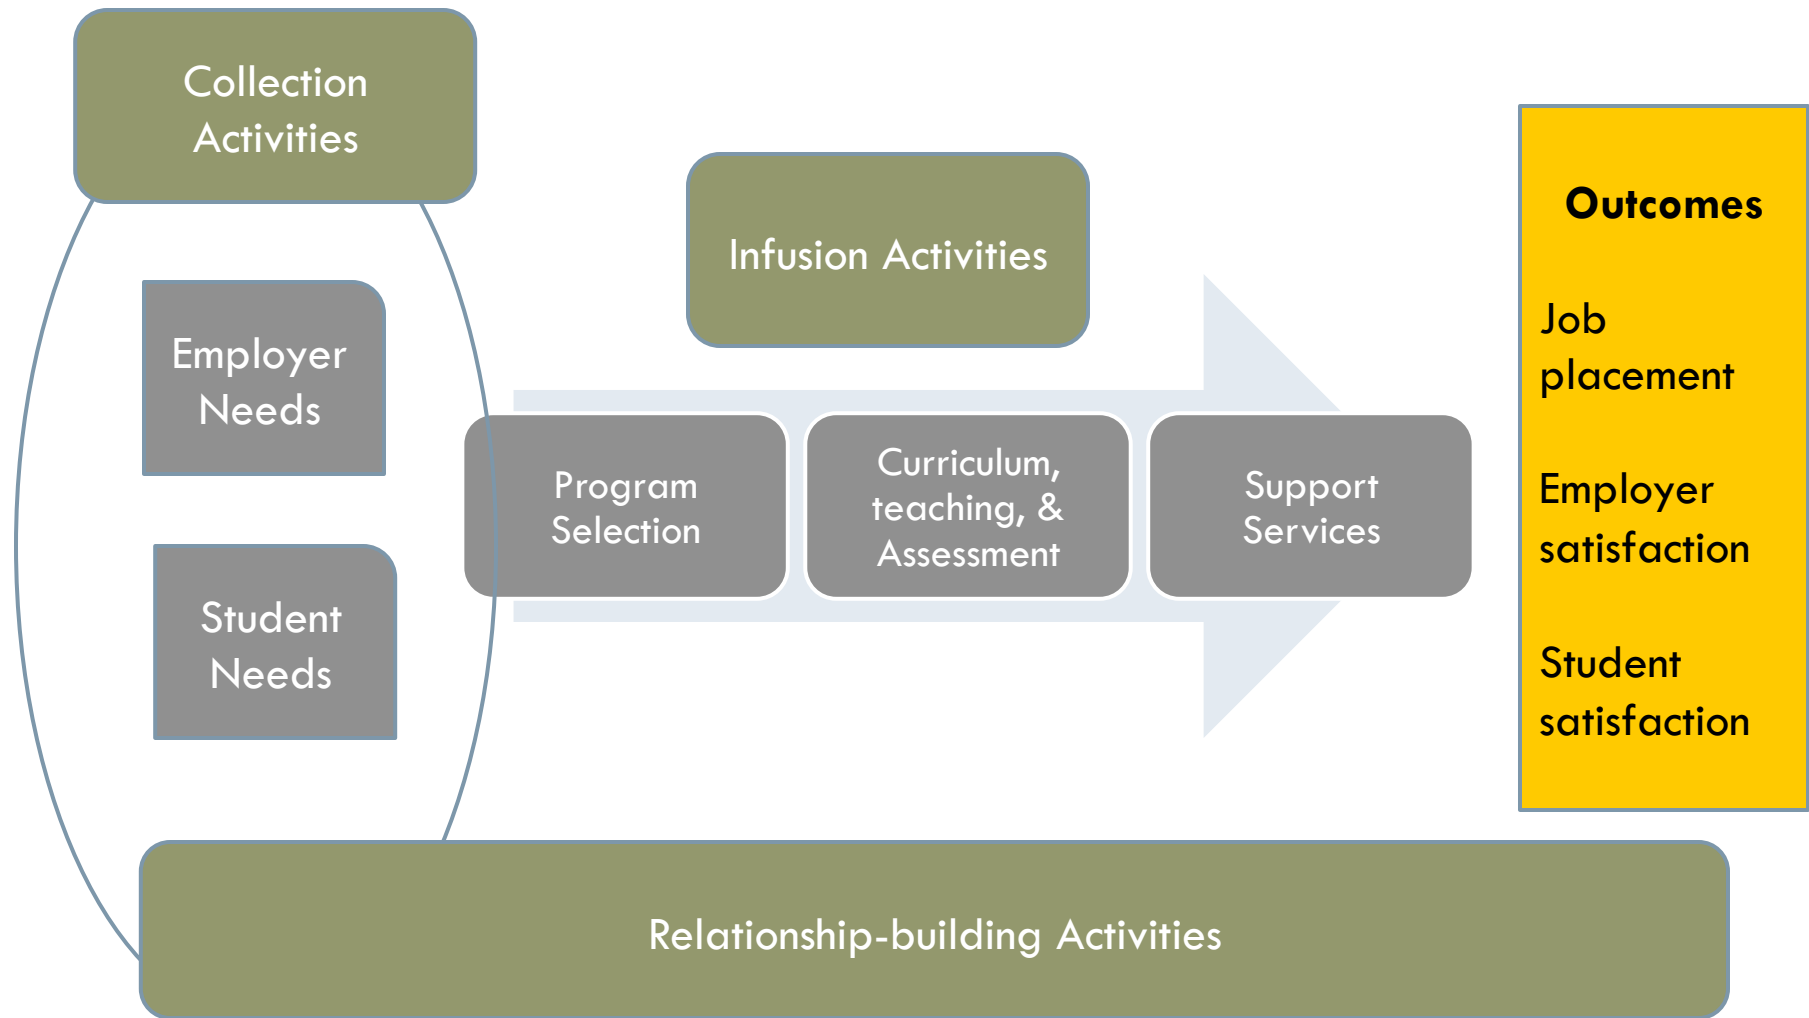 Collection
Activities
Employer
Needs
Student
Needs
Infusion Activities
Program
Selection
Curriculum,
teaching, &
Assessment
Support
Services
Outcomes
Job
placement
Employer
satisfaction
Student
satisfaction
Relationship-building Activities